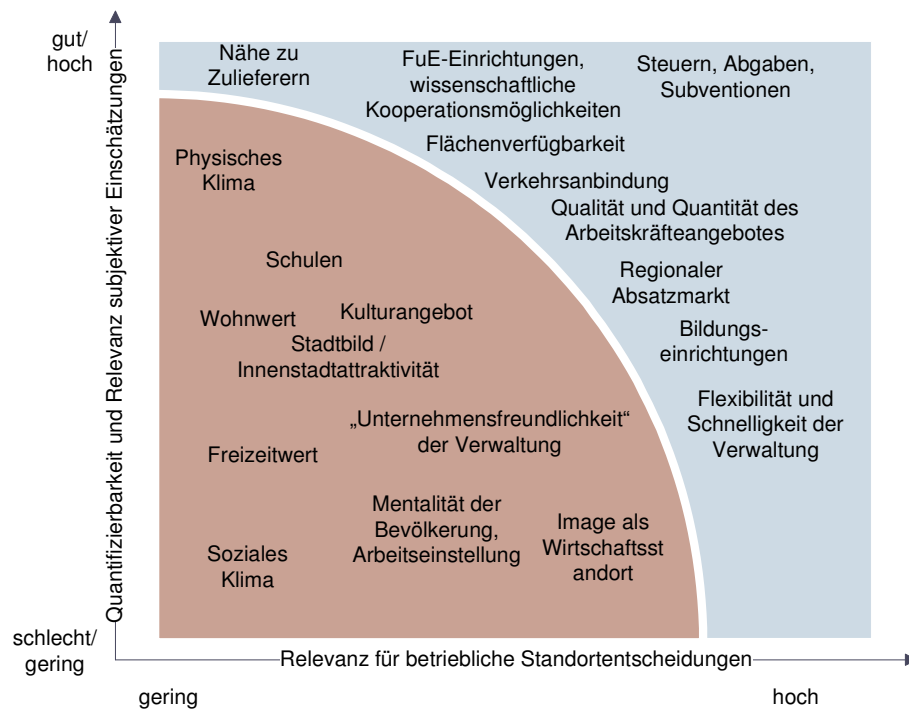 gut/
hoch
Quantifizierbarkeit und Relevanz subjektiver Einschätzungen
Nähe zu
Zulieferern
FuE-Einrichtungen,
wissenschaftliche
Kooperationsmöglichkeiten
Steuern, Abgaben,
Subventionen
Flächenverfügbarkeit
Physisches
Klima
Verkehrsanbindung
Qualität und Quantität des
Arbeitskräfteangebotes
Schulen
Regionaler
Absatzmarkt
Wohnwert
Kulturangebot
Stadtbild /
Innenstadtattraktivität
Bildungs-
einrichtungen
Flexibilität und
Schnelligkeit der
Verwaltung
„Unternehmensfreundlichkeit“
der Verwaltung
Freizeitwert
Mentalität der
Bevölkerung,
Arbeitseinstellung
Image als
Wirtschaftsst
andort
Soziales
Klima
schlecht/
gering
Relevanz für betriebliche Standortentscheidungen
gering
hoch